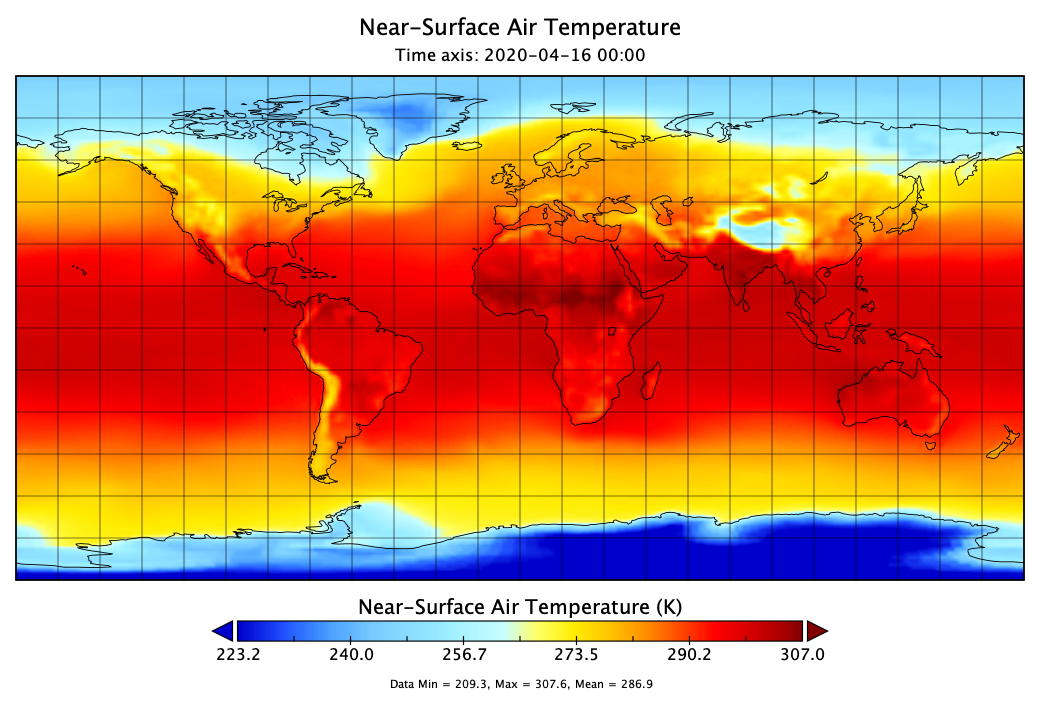 Near-Surface Air Temperature
Time axis: 2020-04-16 00:00
Near-Surface Air Temperature (K)
223.2 240.0 256.7 273.5 290.2 307.0
Data Min = 209.3, Max = 307.6, Mean = 286.9